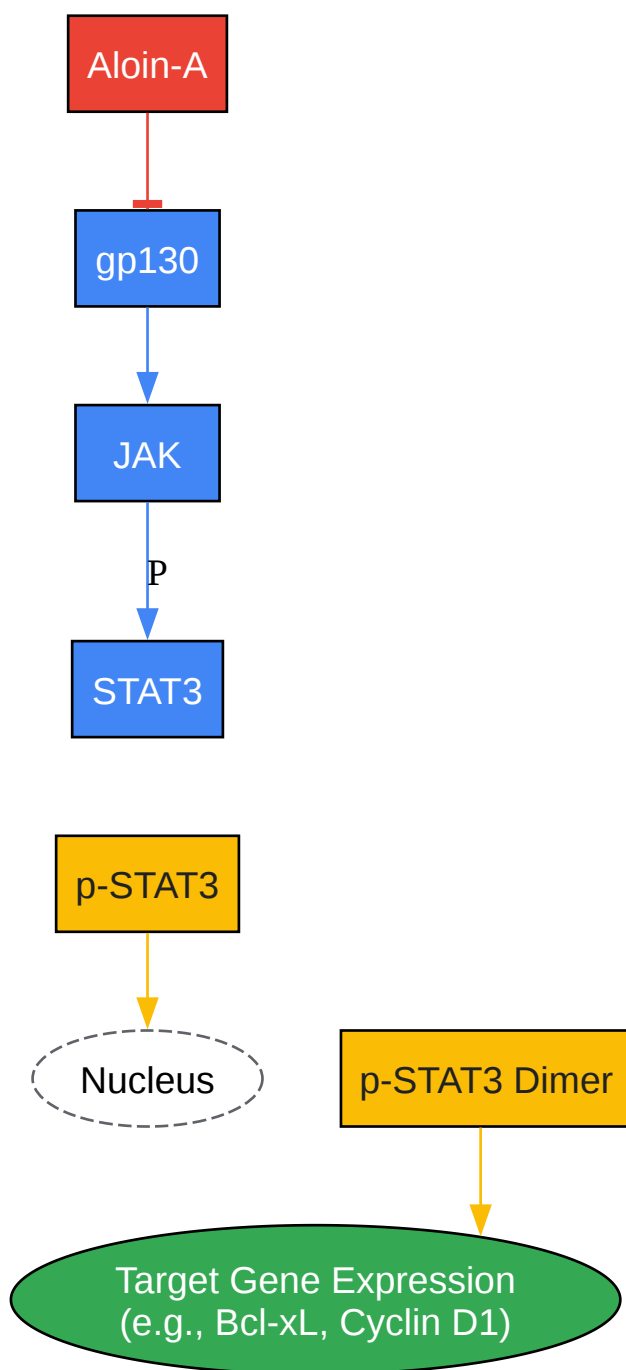 Aloin-A
gp130
JAK
P
STAT3
p-STAT3
Nucleus
p-STAT3 Dimer
Target Gene Expression
(e.g., Bcl-xL, Cyclin D1)